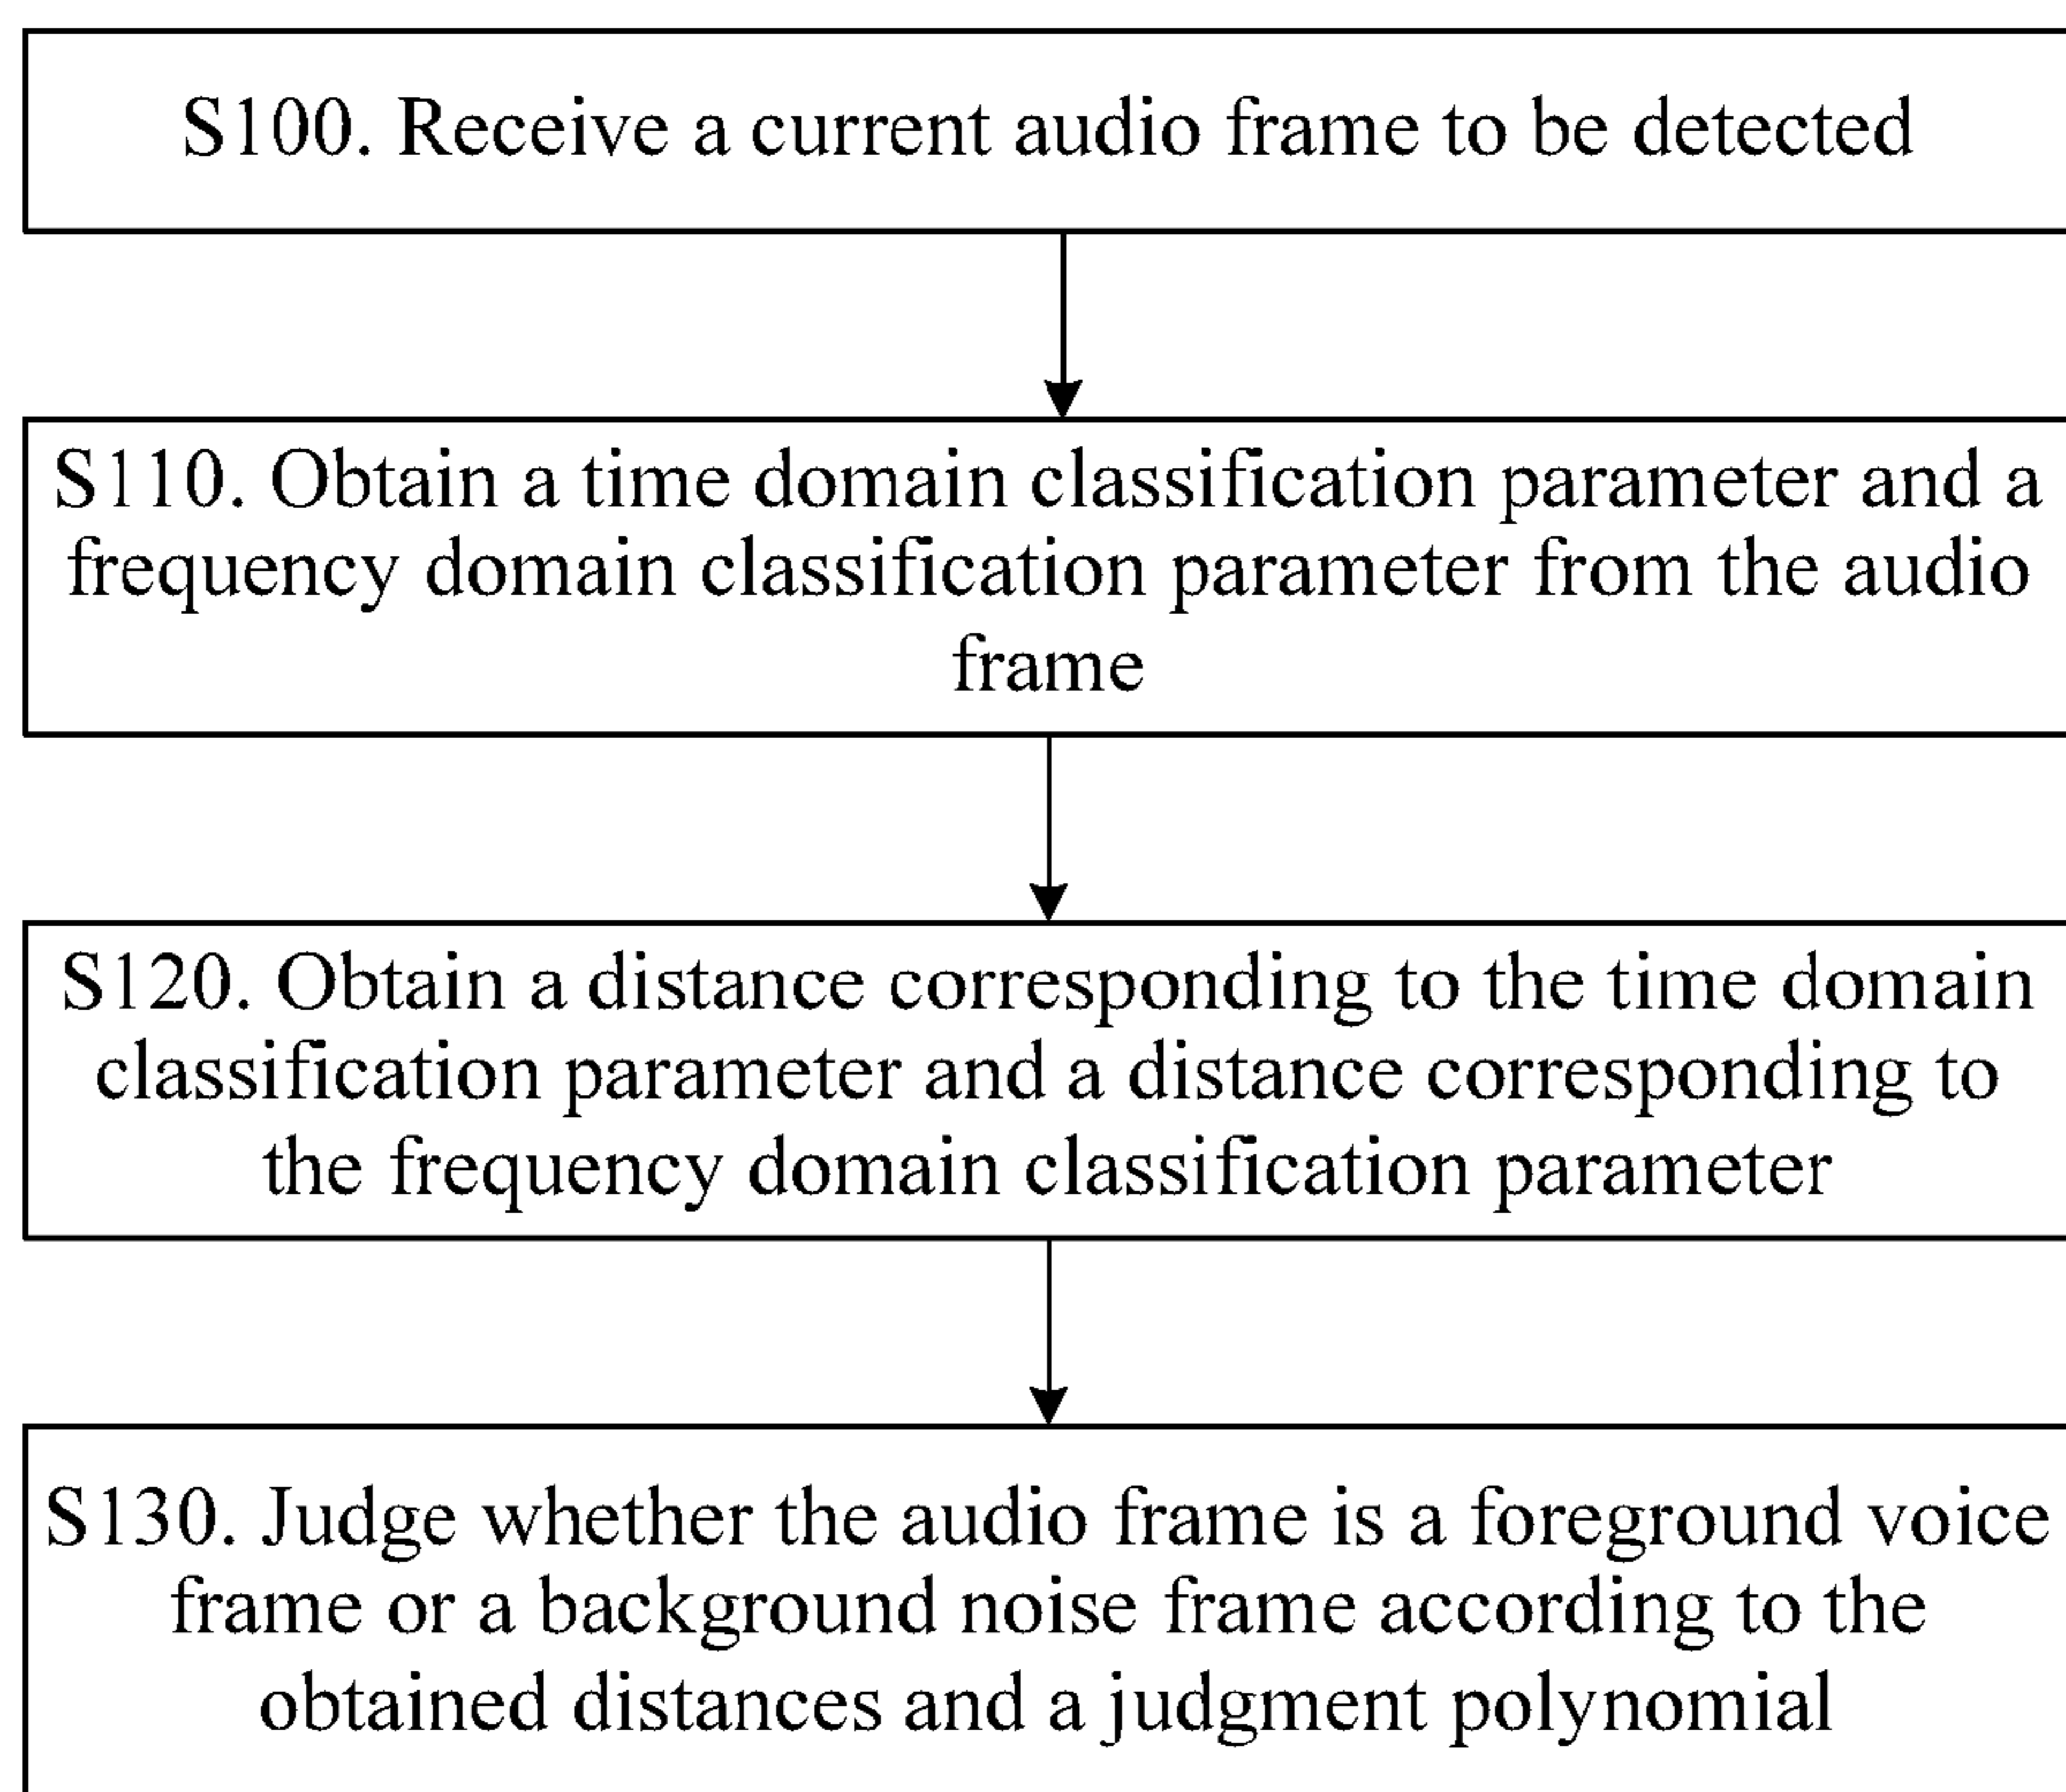 S100. Receive a current audio frame to be detected
S110. Obtain a time domain classification parameter and a
frequency domain classification parameter from the audio
frame
S120. Obtain a distance corresponding to the time domain
classification parameter and a distance corresponding to
the frequency domain classification parameter
S130. Judge whether the audio frame is a foreground voice
frame or a background noise frame according to the
obtained distances and a judgment polynomial